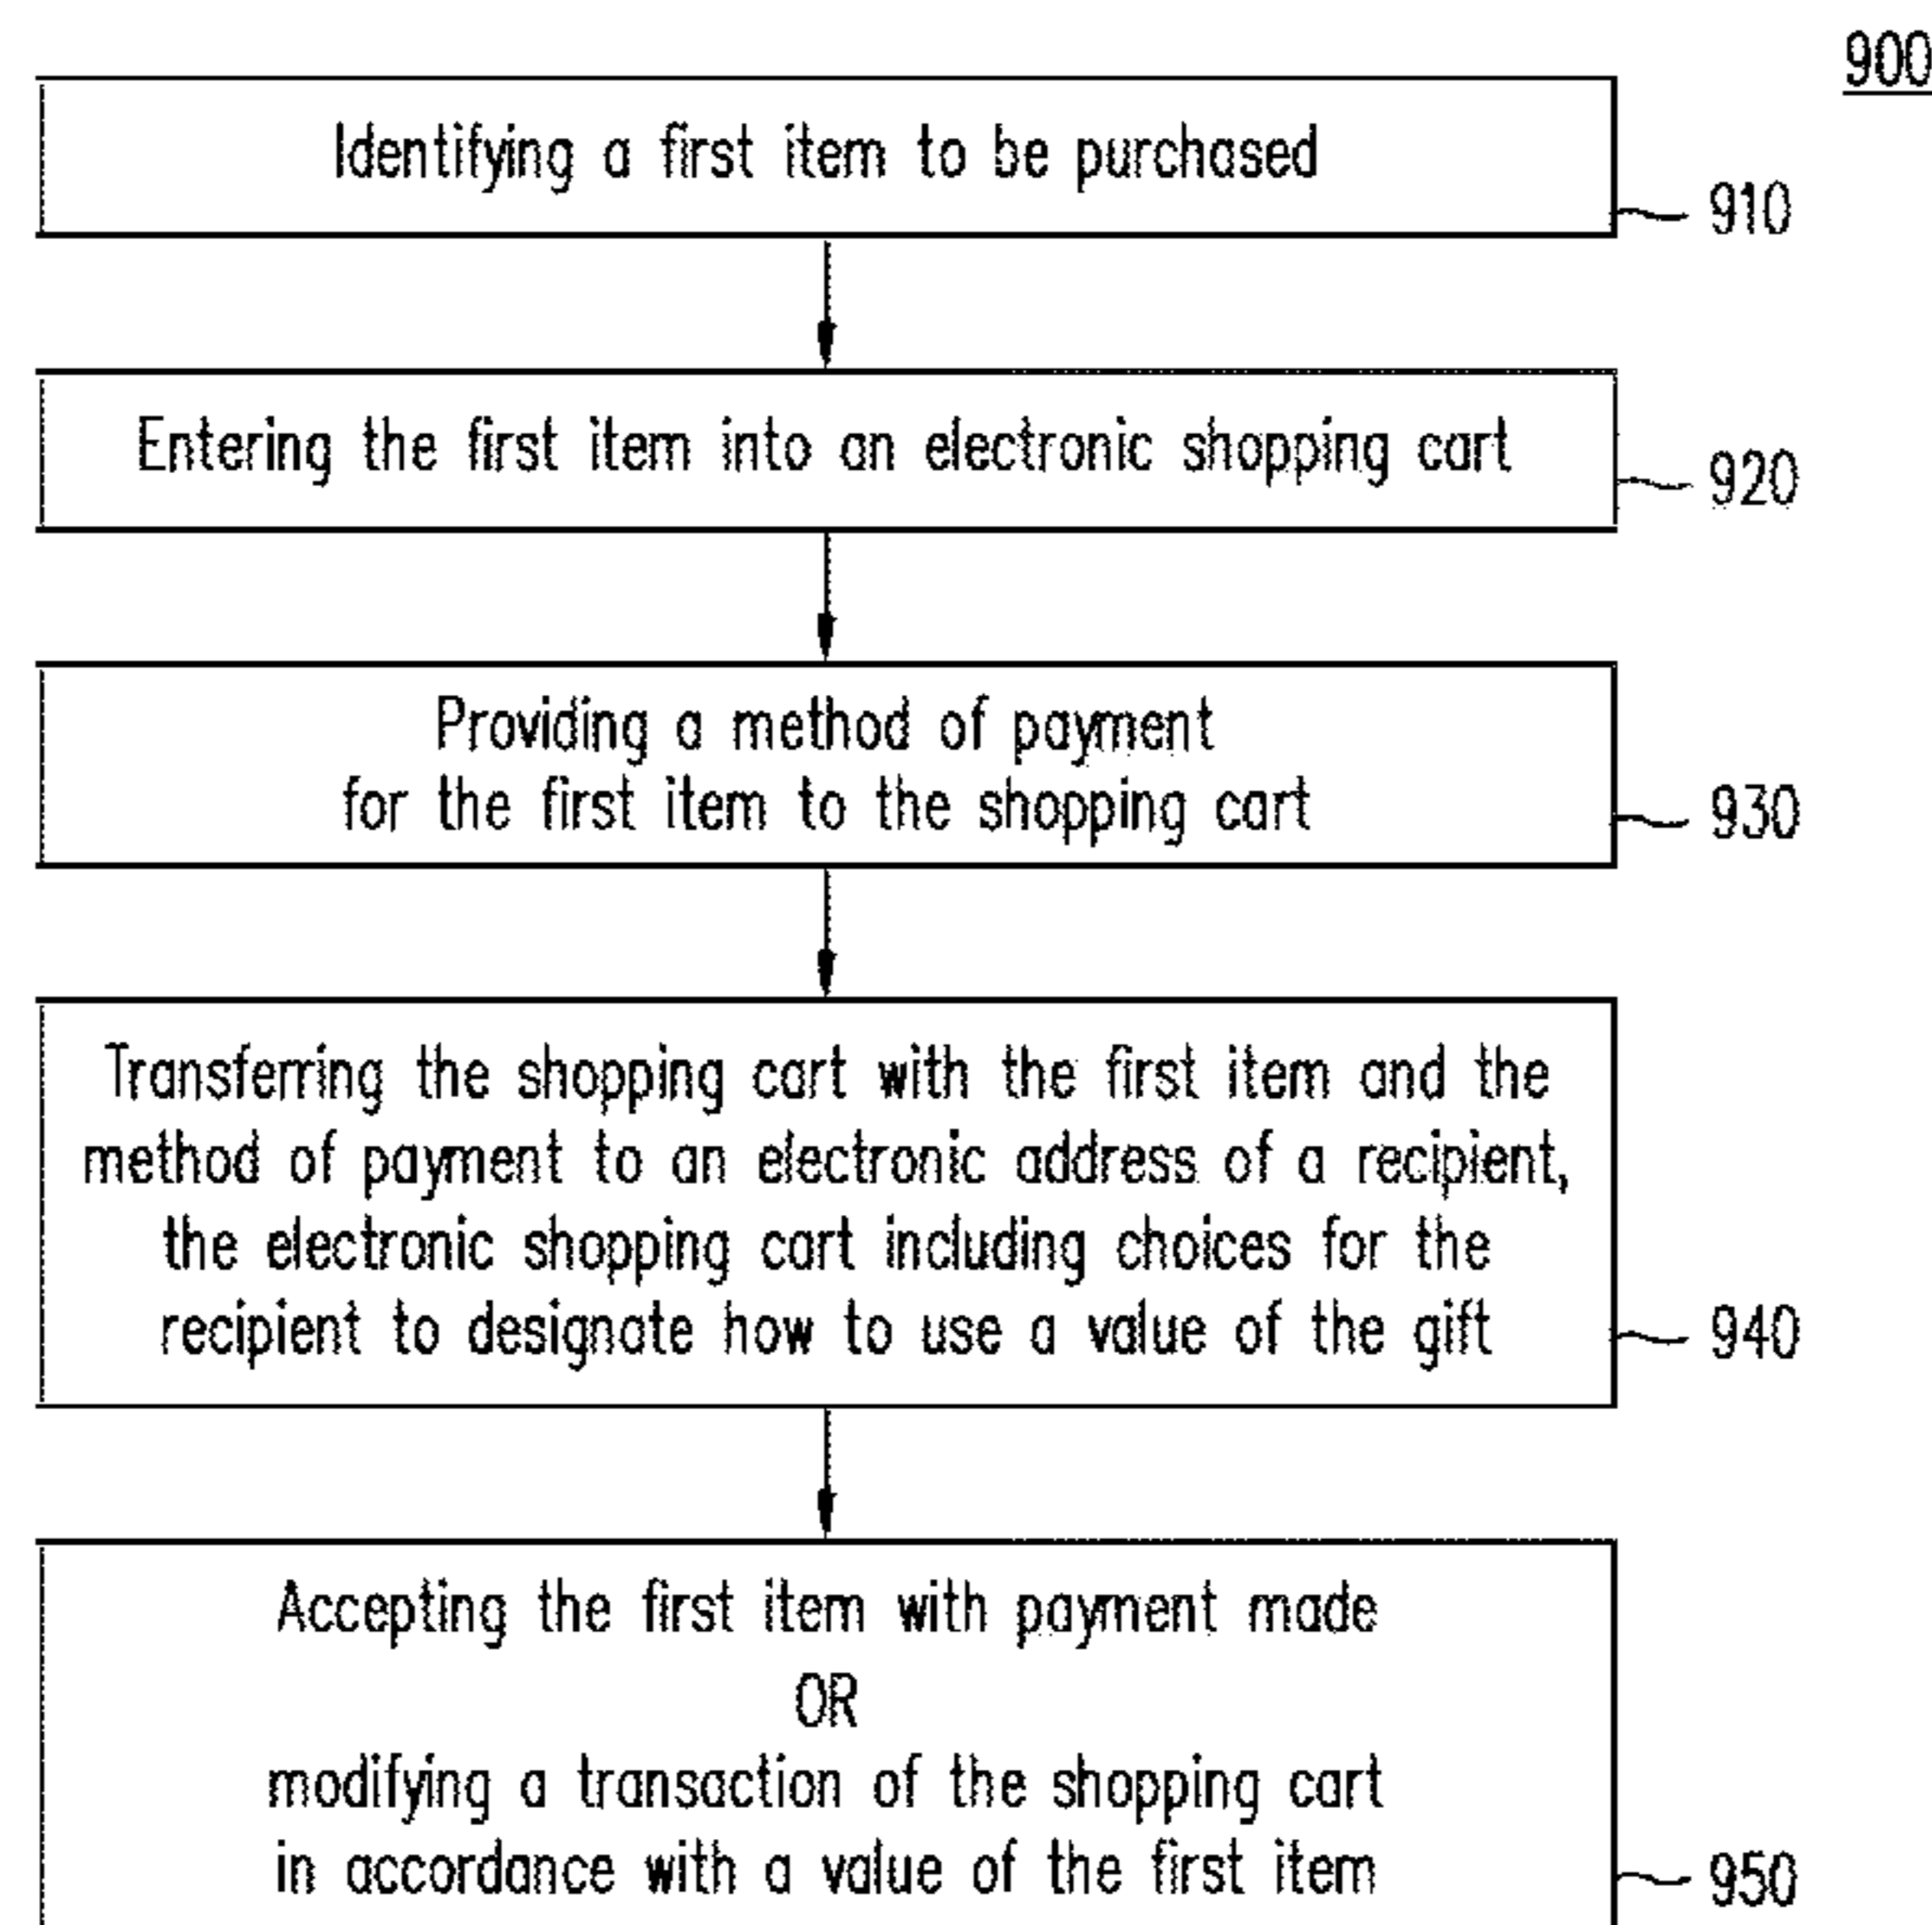 900
Identifying a first item to be purchased
910
Entering the first item into an electronic shopping cart
920
Providing a method of payment
for the first item to the shopping cart
930
Transferring the shopping cart with the first item and the
method of payment to an electronic address of a recipient,
the electronic shopping cart including choices for the
recipient to designate how to use a value of the gift
940
Accepting the first item with payment made
OR
modifying a transaction of the shopping cart
in accordance with a value of the first item
950